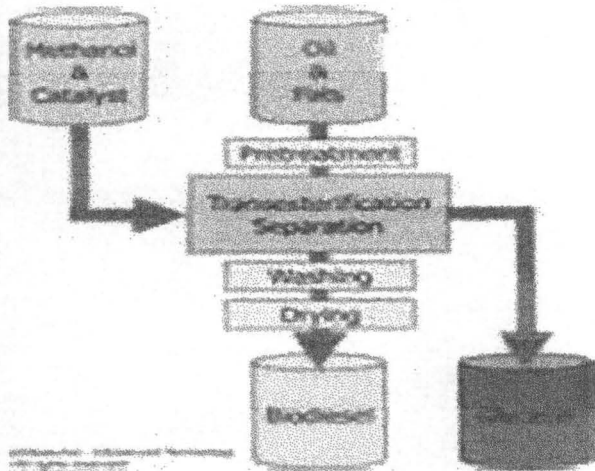 Methanol
&
Catalyst
Oil
&
Fats
Pretreatment
Transesterification
Separation
Washing
Drying
Biodiesel